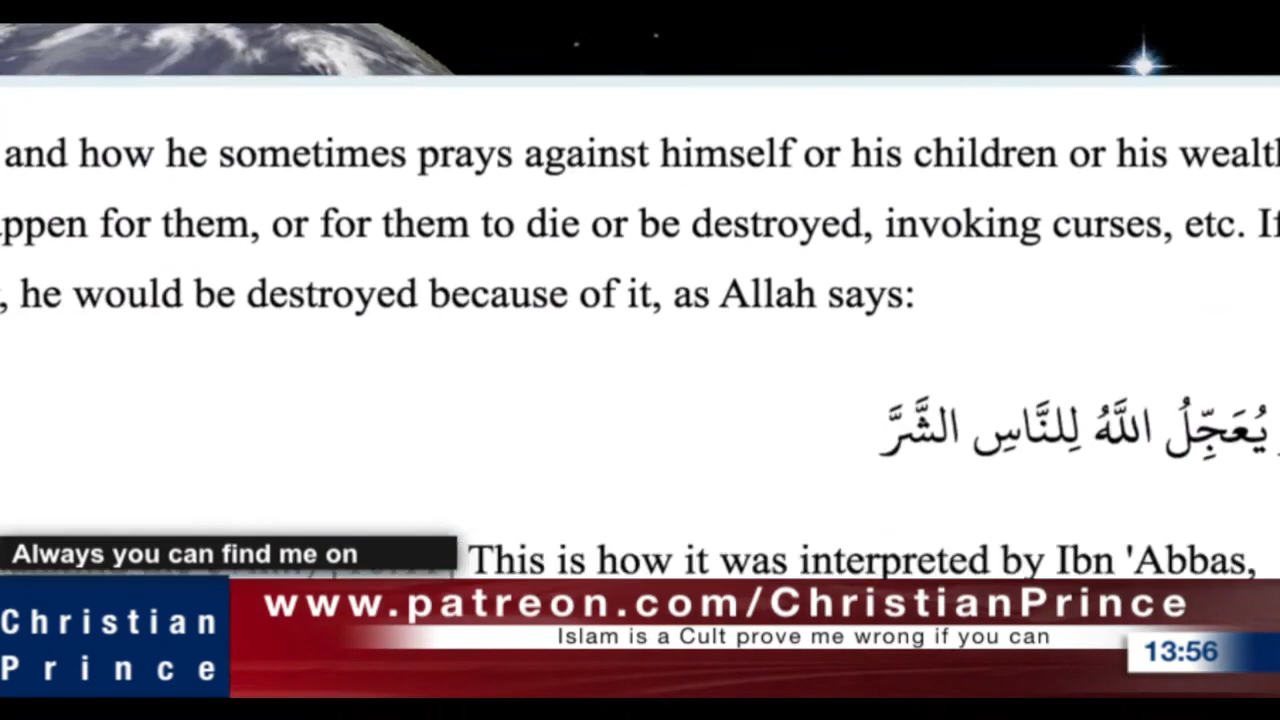 and how he sometimes prays against himself or his children or his
for them, or for them to die or be destroyed, invoking curses, etc.
, he would be destroyed because of it, as Allah says:
يُعَجِّلُ اللَّهُ لِلنَّاسِ الشَّرَّ
This is how it was interpreted by Ibn 'Abbas,
Always you can find me on
www.patreon.com/ChristianPrince
Christian
Prince
Islam is a Cult prove me wrong if you can
13:56